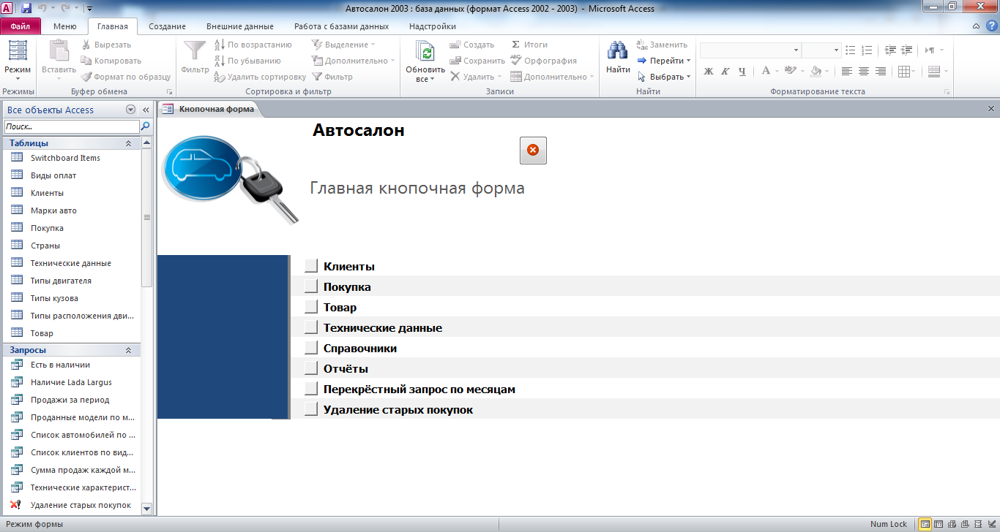 Автосалон 2003 : база данных (формат Access 2002 - 2003) - Microsoft Access
Файл Меню Главная Создание Внешние данные Работа с базами данных Надстройки
Режим
Режимы
Вставить
Вырезать
Копировать
Формат по образцу
Буфер обмена
Фильтр
По возрастанию
По убыванию
Удалить сортировку
Выделение
Дополнительно
Фильтр
Сортировка и фильтр
Обновить
все
Создать
Сохранить
Удалить
Итоги
Орфография
Дополнительно
Записи
Найти
Заменить
Перейти
Выбрать
Найти
Ж К Ч
А
Форматирование текста
Все объекты Access
Поиск...
Таблицы
Switchboard Items
Виды оплат
Клиенты
Марки авто
Покупка
Страны
Технические данные
Типы двигателя
Типы кузова
Типы расположения дви...
Товар
Запросы
Есть в наличии
Наличие Lada Largus
Продажи за период
Проданные модели по м...
Список автомобилей по ...
Список клиентов по вид...
Сумма продаж каждой м...
Технические характерист...
Удаление старых покупок
Кнопочная форма
Автосалон
Главная кнопочная форма
Клиенты
Покупка
Товар
Технические данные
Справочники
Отчёты
Перекрёстный запрос по месяцам
Удаление старых покупок
Режим формы
Num Lock